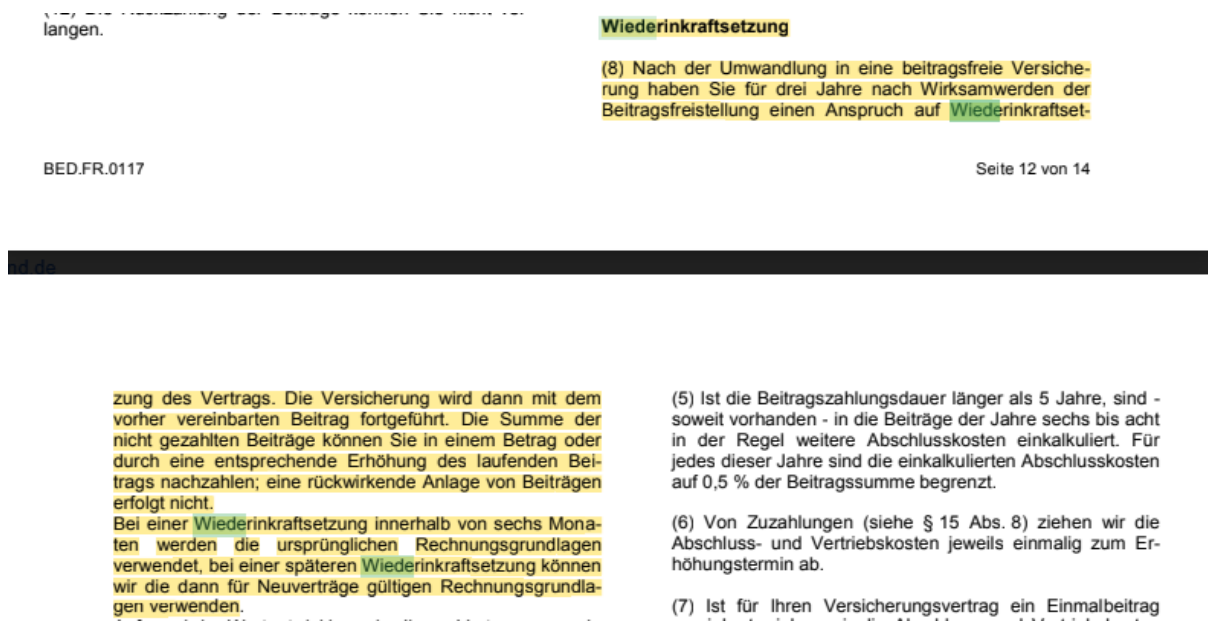 langen.
Wiederinkraftsetzung
(8) Nach der Umwandlung in eine beitragsfreie Versiche-
rung haben Sie für drei Jahre nach Wirksamwerden der
Beitragsfreistellung einen Anspruch auf Wiederinkraftset-
BED.FR.0117
Seite 12 von 14
nd.de
zung des Vertrags. Die Versicherung wird dann mit dem
vorher vereinbarten Beitrag fortgeführt. Die Summe der
nicht gezahlten Beiträge können Sie in einem Betrag oder
durch eine entsprechende Erhöhung des laufenden Bei-
trags nachzahlen; eine rückwirkende Anlage von Beiträgen
erfolgt nicht.
Bei einer Wiederinkraftsetzung innerhalb von sechs Mona-
ten werden die ursprünglichen Rechnungsgrundlagen
verwendet, bei einer späteren Wiederinkraftsetzung können
wir die dann für Neuverträge gültigen Rechnungsgrundla-
gen verwenden.
(5) Ist die Beitragszahlungsdauer länger als 5 Jahre, sind -
soweit vorhanden - in die Beiträge der Jahre sechs bis acht
in der Regel weitere Abschlusskosten einkalkuliert. Für
jedes dieser Jahre sind die einkalkulierten Abschlusskosten
auf 0,5 % der Beitragssumme begrenzt.
(6) Von Zuzahlungen (siehe § 15 Abs. 8) ziehen wir die
Abschluss- und Vertriebskosten jeweils einmalig zum Er-
höhungstermin ab.
(7) Ist für Ihren Versicherungsvertrag ein Einmalbeitrag